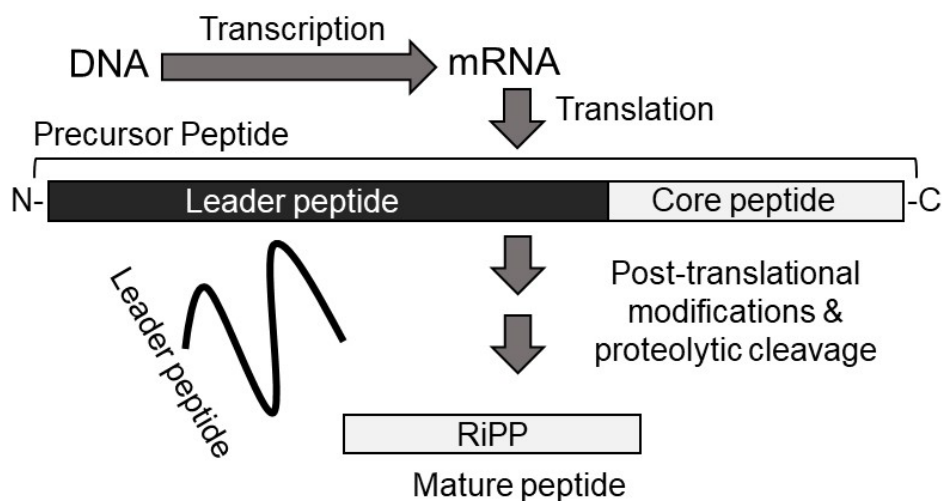 Transcription
DNA
mRNA
Translation
Precursor Peptide
N-
Leader peptide
Core peptide
-C
Leader peptide
Post-translational
modifications &
proteolytic cleavage
RiPP
Mature peptide